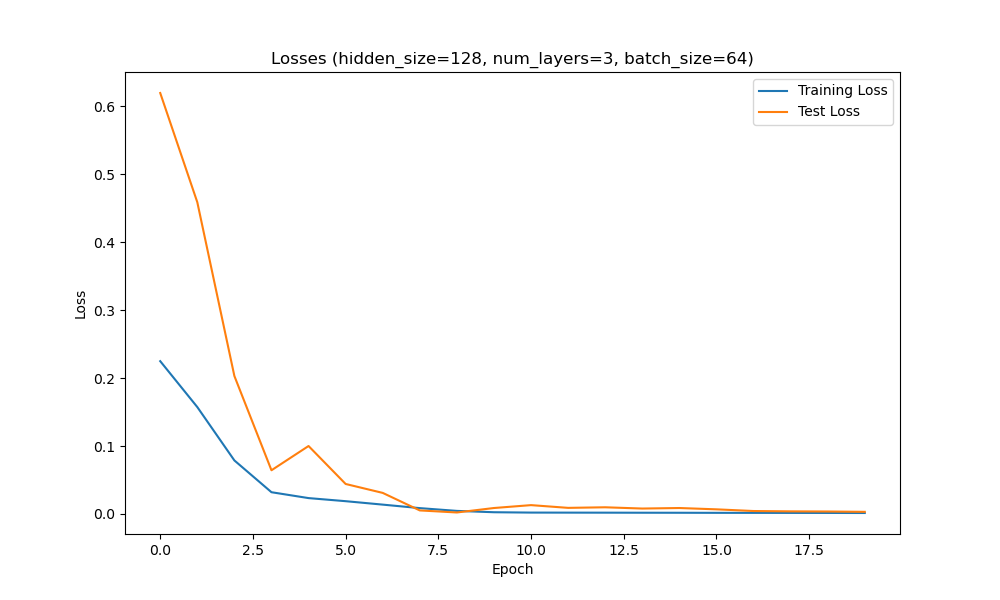 Losses (hidden_size=128, num_layers=3, batch_size=64)
Training Loss
Test Loss
0.6
0.5
0.4
0.3
0.2
0.1
0.0
Loss
0.0 2.5 5.0 7.5 10.0 12.5 15.0 17.5
Epoch